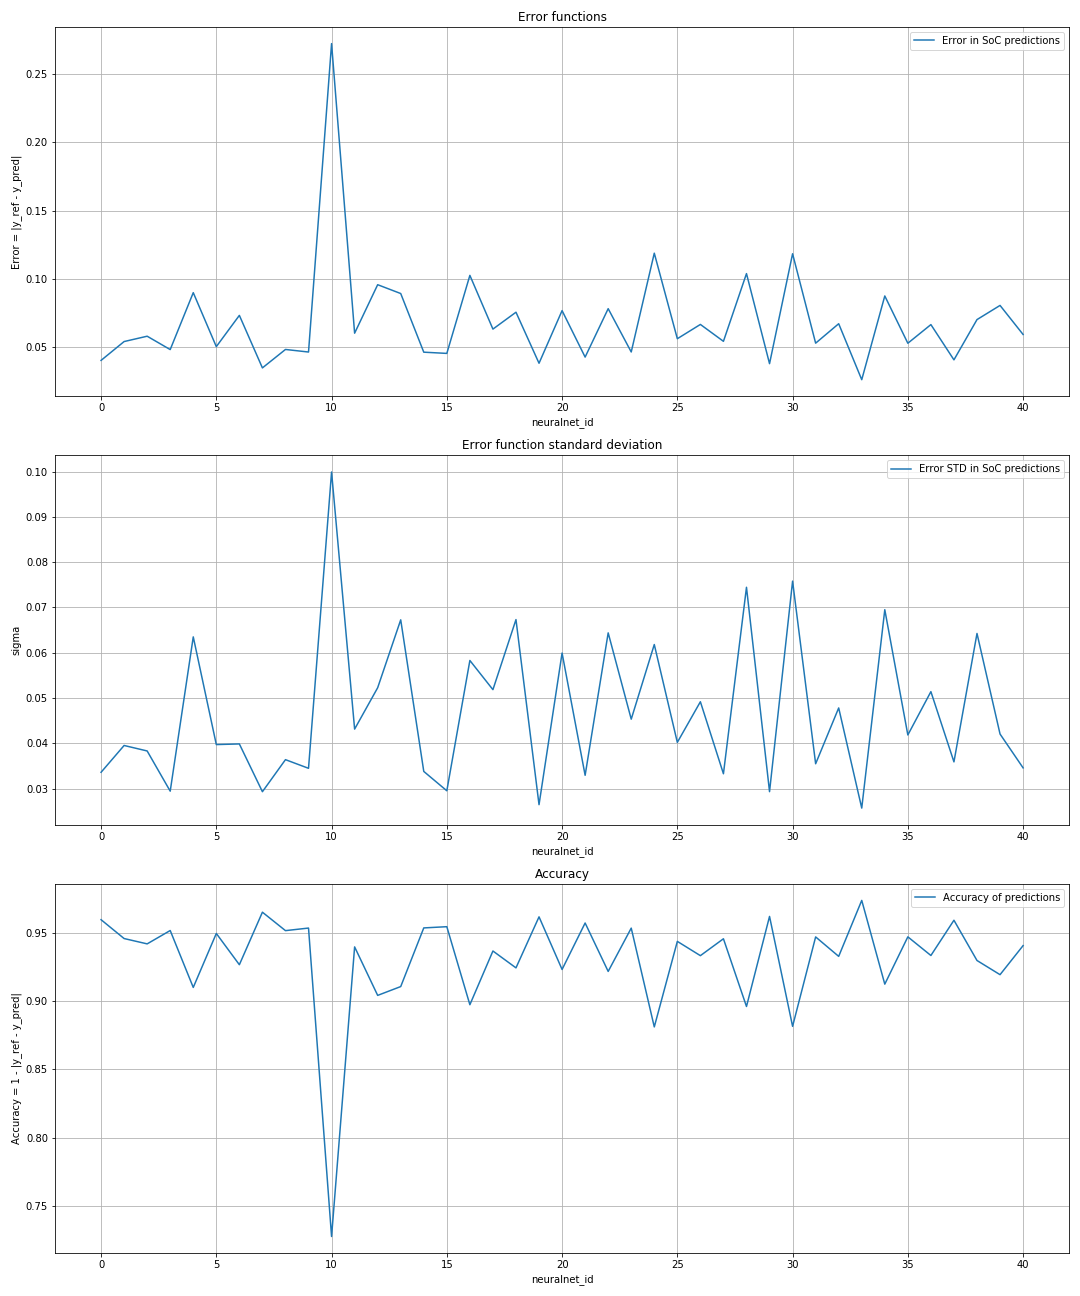 Error functions
Error in SoC predictions
Error = |y_ref - y_pred|
0.25
0.20
0.15
0.10
0.05
0 5 10 15 20 25 30 35 40
neuralnet_id
Error function standard deviation
Error STD in SoC predictions
sigma
0.10
0.09
0.08
0.07
0.06
0.05
0.04
0.03
0 5 10 15 20 25 30 35 40
neuralnet_id
Accuracy
Accuracy of predictions
Accuracy = 1 - |y_ref - y_pred|
0.95
0.90
0.85
0.80
0.75
0 5 10 15 20 25 30 35 40
neuralnet_id